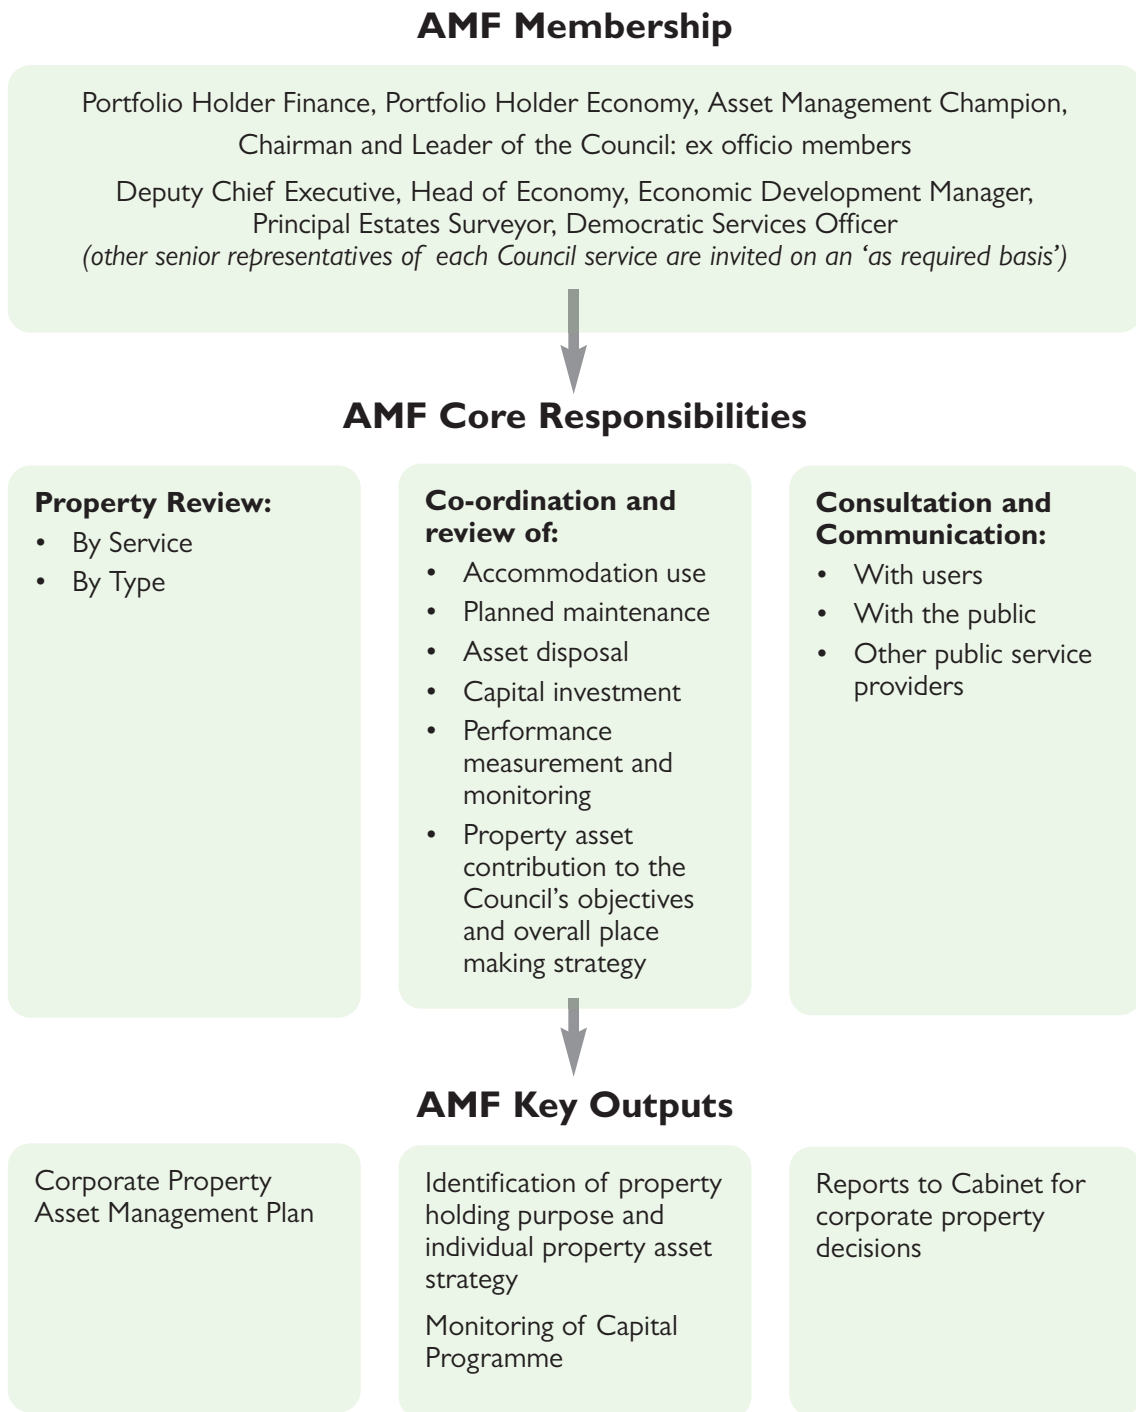 AMF Membership
Portfolio Holder Finance, Portfolio Holder Economy, Asset Management Champion,
Chairman and Leader of the Council: ex officio members
Deputy Chief Executive, Head of Economy, Economic Development Manager,
Principal Estates Surveyor, Democratic Services Officer
(other senior representatives of each Council service are invited on an ‘as required basis’)
AMF Core Responsibilities
Property Review:
• By Service
• By Type
Co-ordination and
review of:
• Accommodation use
• Planned maintenance
• Asset disposal
• Capital investment
• Performance
measurement and
monitoring
• Property asset
contribution to the
Council’s objectives
and overall place
making strategy
Consultation and
Communication:
• With users
• With the public
• Other public service
providers
AMF Key Outputs
Corporate Property
Asset Management Plan
Identification of property
holding purpose and
individual property asset
strategy
Monitoring of Capital
Programme
Reports to Cabinet for
corporate property
decisions